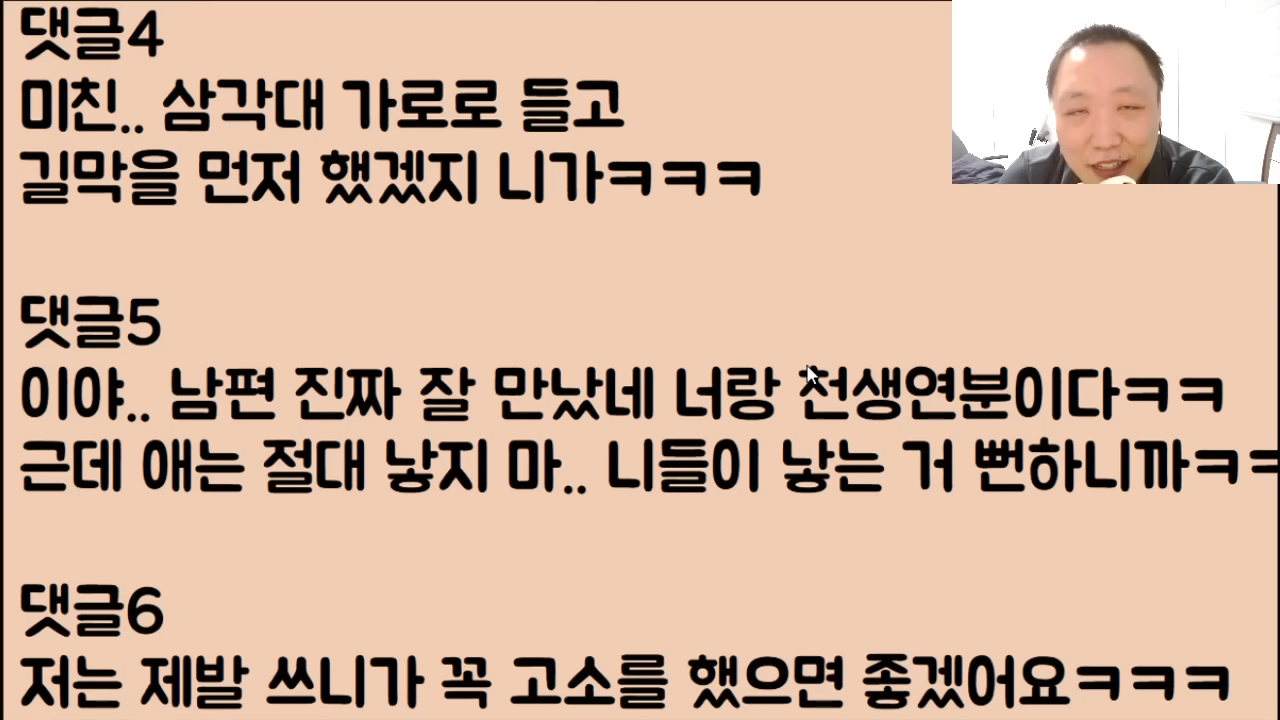 댓글4
미친.. 삼각대 가로로 들고
길막을 먼저 했겠지 니가ㅋㅋㅋ
댓글5
이야.. 남편 진짜 잘 만났네 너랑 천생연분이다ㅋㅋ
근데 애는 절대 낳지 마.. 니들이 낳는 거 뻔하니까ㅋㅋ
댓글6
저는 제발 쓰니가 꼭 고소를 했으면 좋겠어요ㅋㅋㅋ